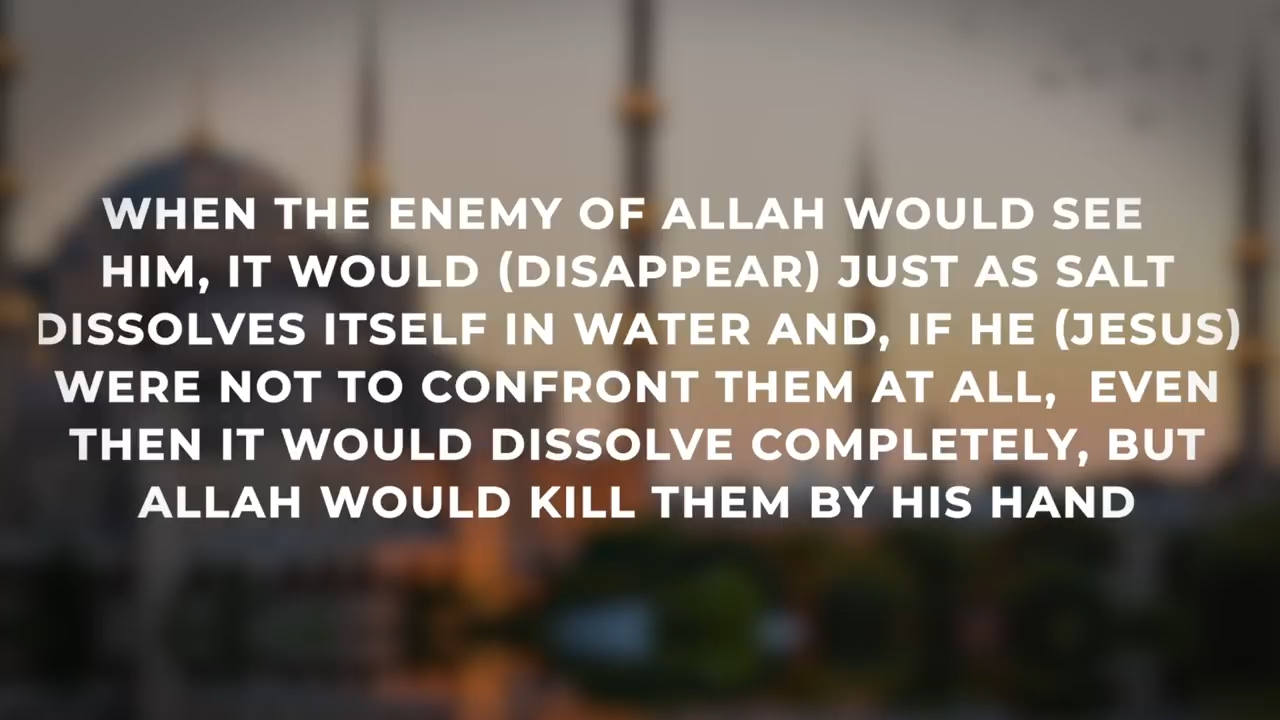 WHEN THE ENEMY OF ALLAH WOULD SEE
HIM, IT WOULD (DISAPPEAR) JUST AS SALT
DISSOLVES ITSELF IN WATER AND, IF HE (JESUS)
WERE NOT TO CONFRONT THEM AT ALL,  EVEN
THEN IT WOULD DISSOLVE COMPLETELY, BUT
ALLAH WOULD KILL THEM BY HIS HAND